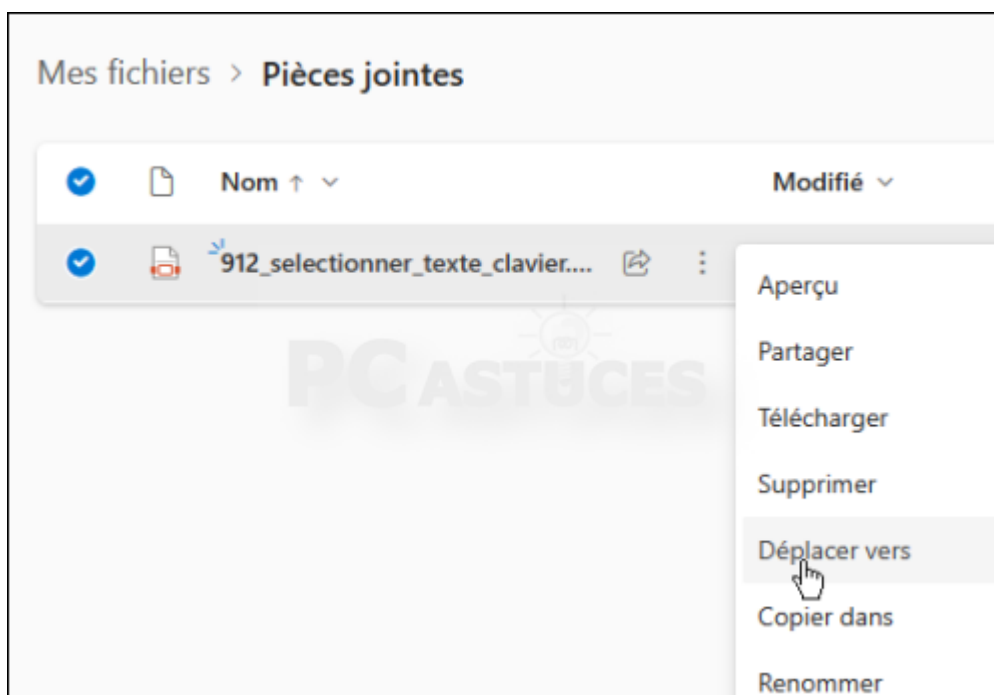 Mes fichiers > Pièces jointes
Nom ↑ Modifié
912_selectionner_texte_clavier....
PC ASTUCES
Aperçu
Partager
Télécharger
Supprimer
Déplacer vers
Copier dans
Renommer